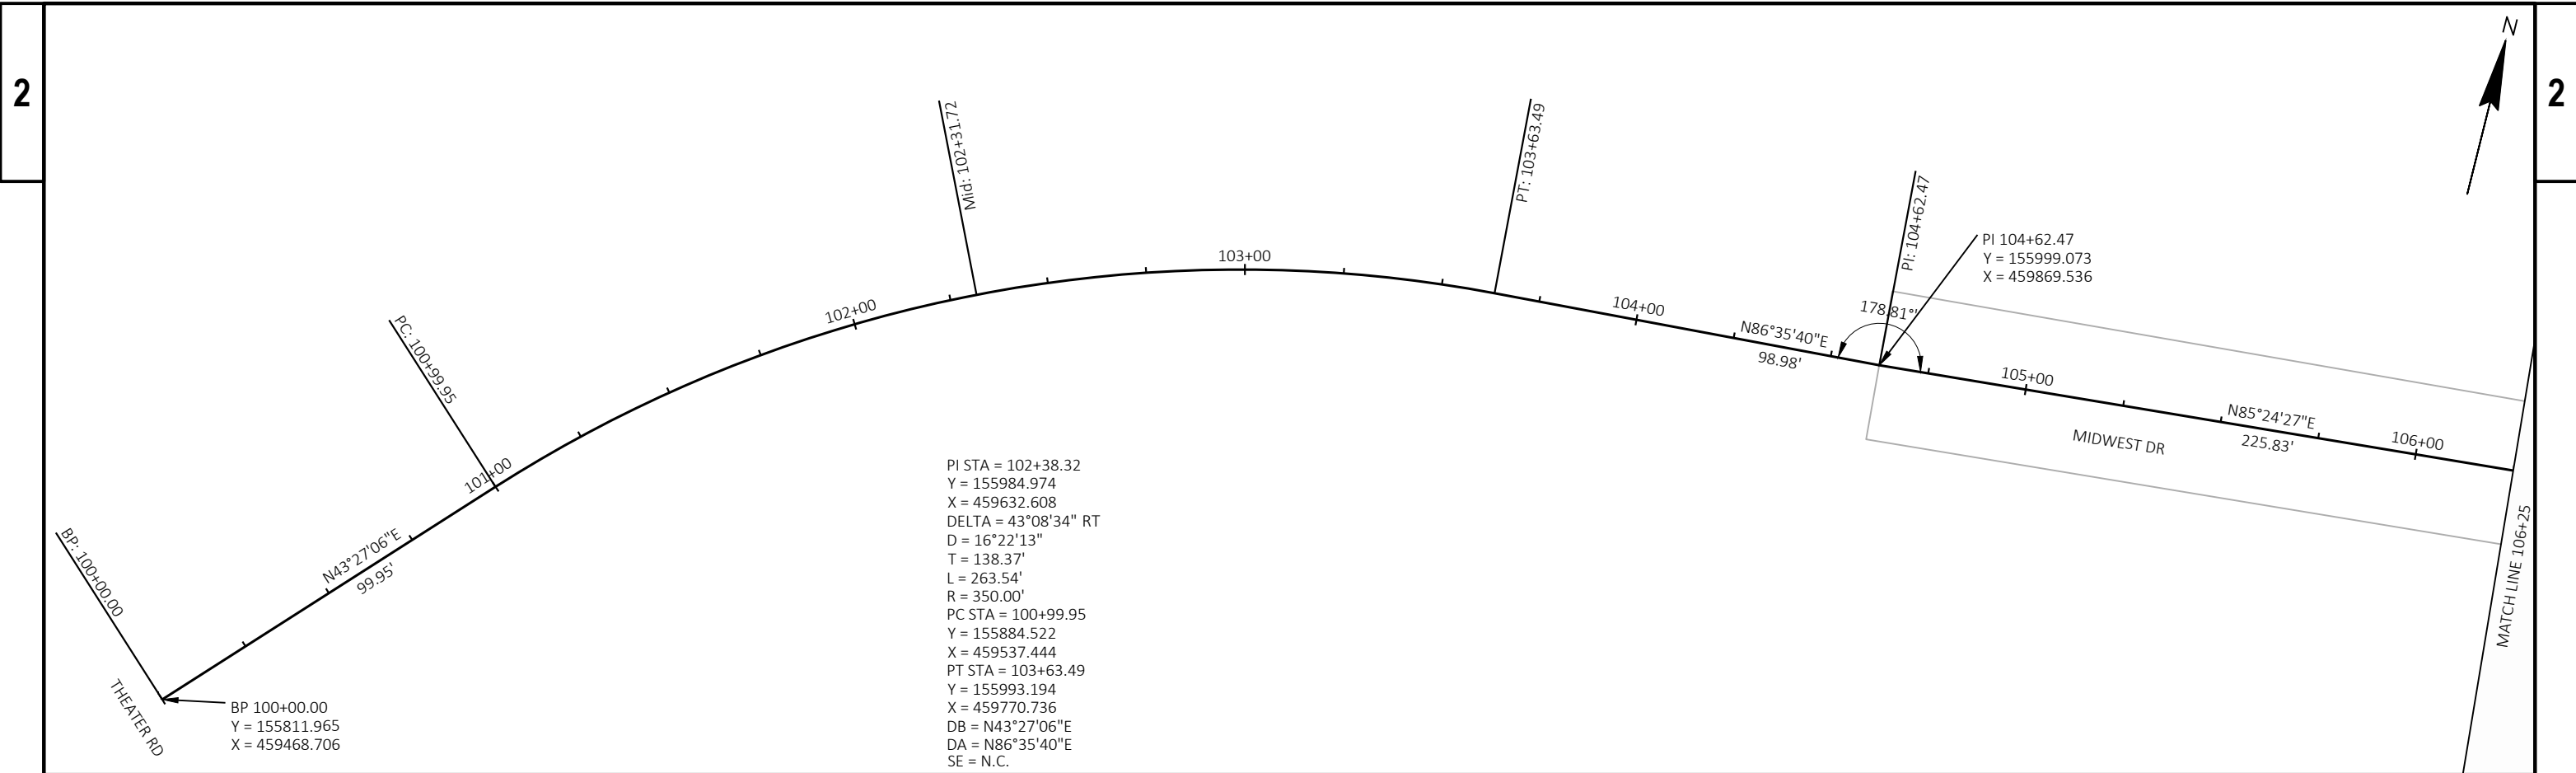 2
N
2
Mid: 102+31.72
PT: 103+63.49
PI: 104+62.47
PI 104+62.47
Y = 155999.073
X = 459869.536
103+00
102+00
104+00
178.81°
N86°35'40"E
98.98'
PC: 100+99.95
101+00
105+00
N85°24'27"E
225.83'
106+00
MIDWEST DR
MATCH LINE 106+25
BP: 100+00.00
N43°27'06"E
99.95'
PI STA = 102+38.32
Y = 155984.974
X = 459632.608
DELTA = 43°08'34" RT
D = 16°22'13"
T = 138.37'
L = 263.54'
R = 350.00'
PC STA = 100+99.95
Y = 155884.522
X = 459537.444
PT STA = 103+63.49
Y = 155993.194
X = 459770.736
DB = N43°27'06"E
DA = N86°35'40"E
SE = N.C.
THEATER RD
BP 100+00.00
Y = 155811.965
X = 459468.706